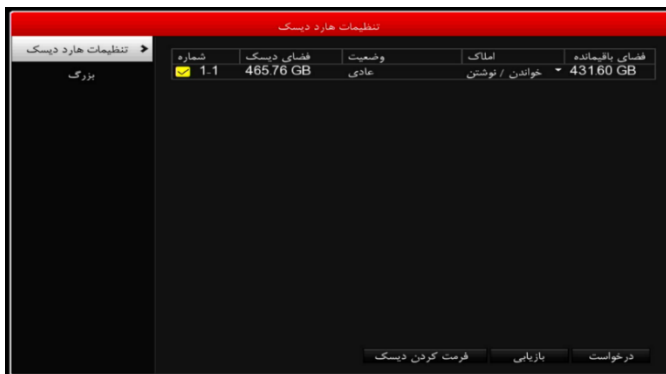 تنظیمات هارد دیسک
تنظیمات هارد دیسک
بزرگ
شماره فضای دیسک وضعیت املاک فضای باقیمانده
1-1 465.76 GB عادی خواندن / نوشتن 431.60 GB
فرمت کردن دیسک بازیابی درخواست